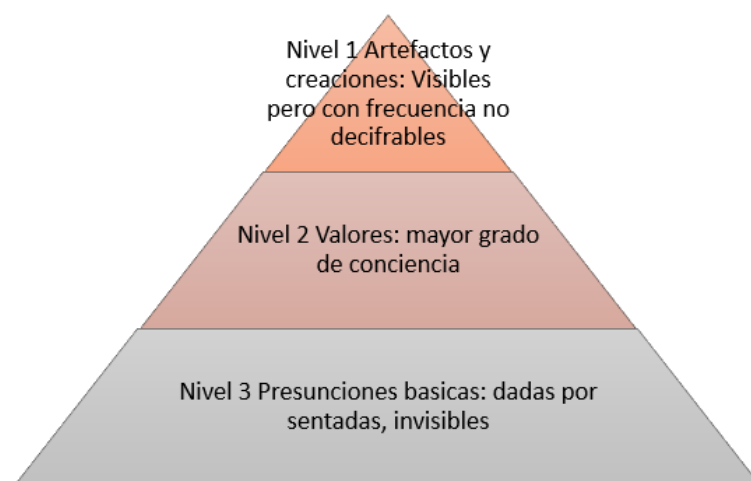 Nivel 1 Artefactos y
creaciones: Visibles
pero con frecuencia no
decifrables
Nivel 2 Valores: mayor grado
de conciencia
Nivel 3 Presunciones basicas: dadas por
sentadas, invisibles